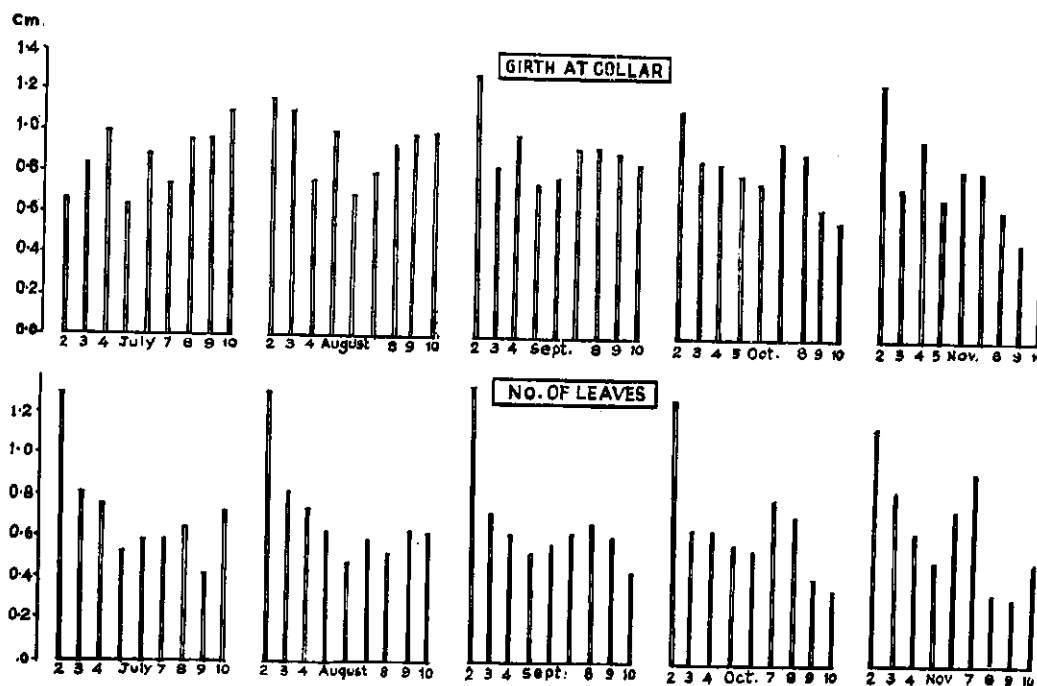 Cm.
GIRTH AT COLLAR
1.4
1.2
1.0
0.8
0.6
0.4
0.2
0.0
2 3 4 July 7 8 9 10
2 3 4 August 8 9 10
2 3 4 Sept. 8 9 10
2 3 4 5 Oct. 8 9 10
2 3 4 5 Nov. 8 9
NO. OF LEAVES
1.2
1.0
0.8
0.6
0.4
0.2
.0
2 3 4 July 7 8 9 10
2 3 4 August 8 9 10
2 3 4 Sept. 8 9 10
2 3 4 Oct. 7 8 9 10
2 3 4 Nov 7 8 9 10